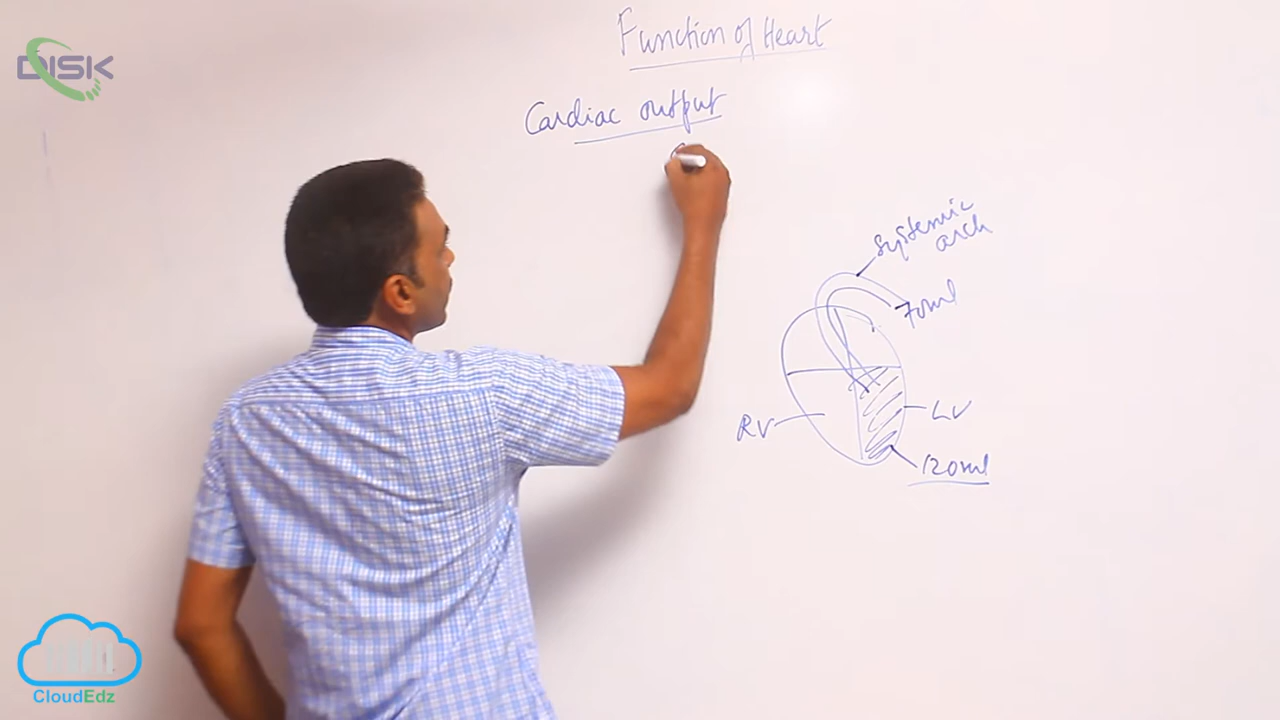 DISK
Function of Heart
Cardiac output
Systemic
arch
70ml
RV
LV
120ml
CloudEdz